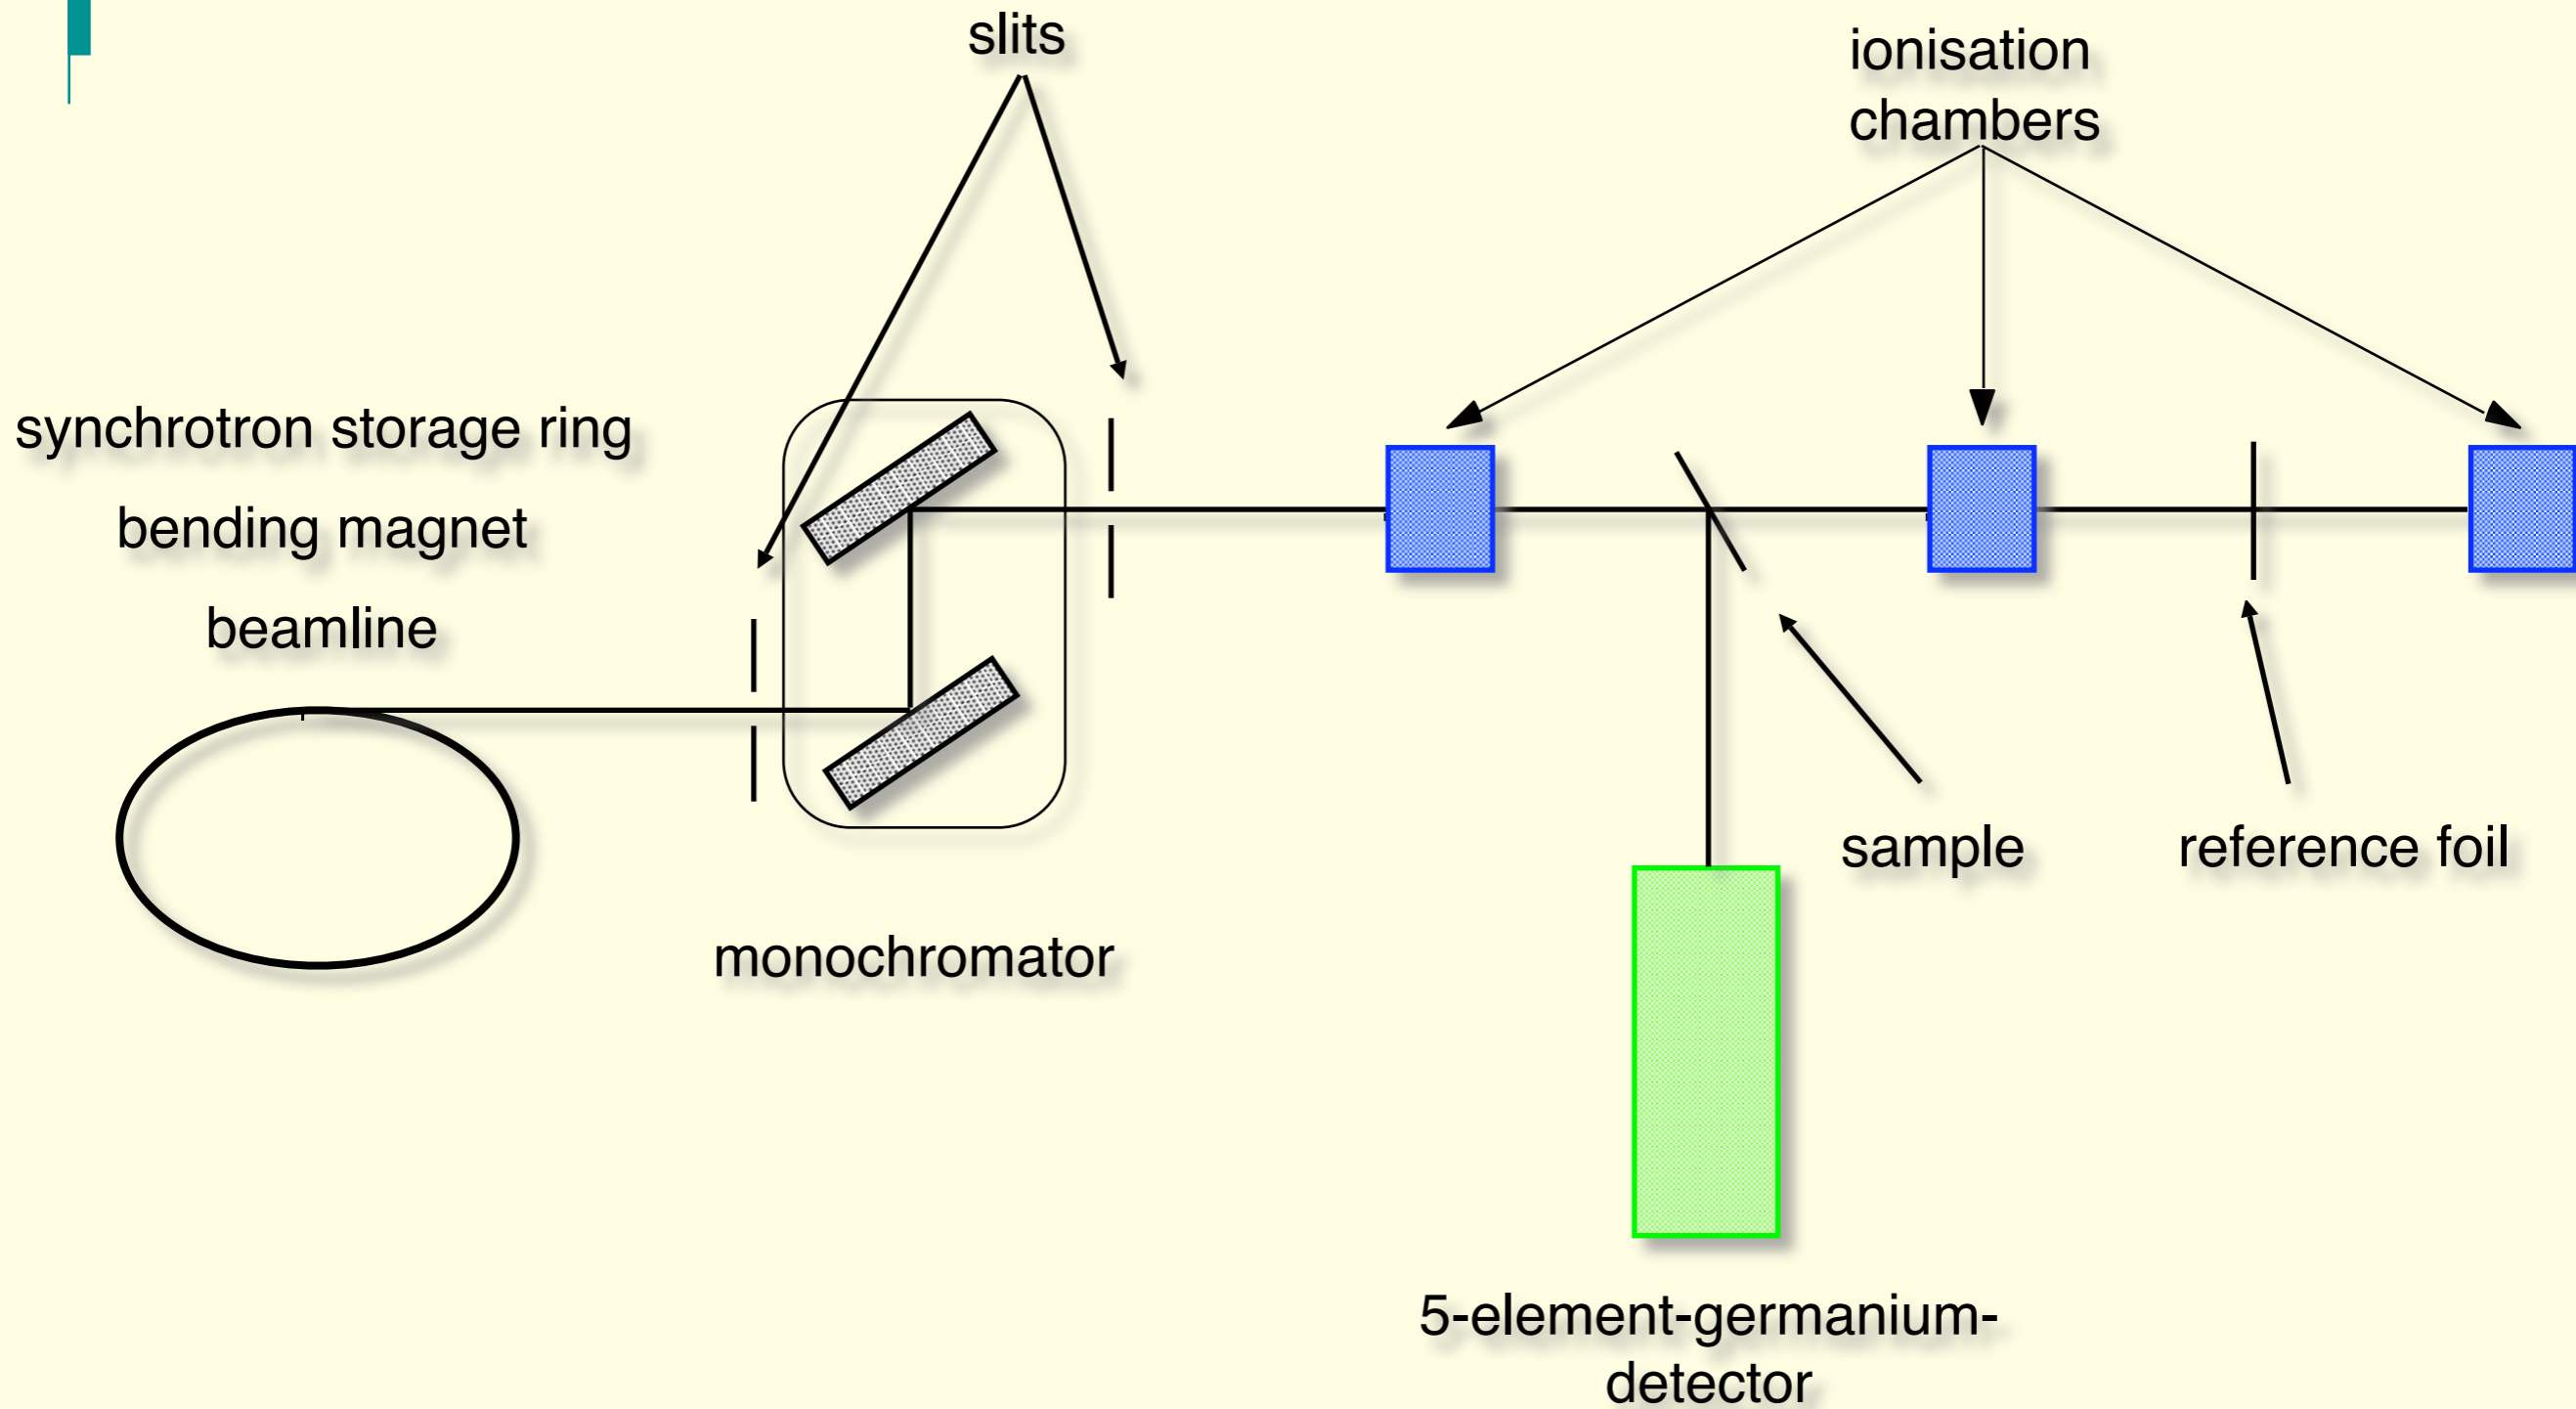 slits
ionisation
chambers
synchrotron storage ring
bending magnet
beamline
sample
reference foil
monochromator
5-element-germanium-
detector